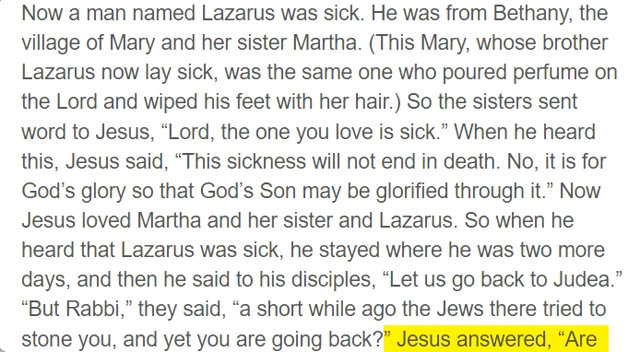 Now a man named Lazarus was sick. He was from Bethany, the
village of Mary and her sister Martha. (This Mary, whose brother
Lazarus now lay sick, was the same one who poured perfume on
the Lord and wiped his feet with her hair.) So the sisters sent
word to Jesus, “Lord, the one you love is sick.” When he heard
this, Jesus said, “This sickness will not end in death. No, it is for
God’s glory so that God’s Son may be glorified through it.” Now
Jesus loved Martha and her sister and Lazarus. So when he
heard that Lazarus was sick, he stayed where he was two more
days, and then he said to his disciples, “Let us go back to Judea.”
“But Rabbi,” they said, “a short while ago the Jews there tried to
stone you, and yet you are going back?” Jesus answered, “Are